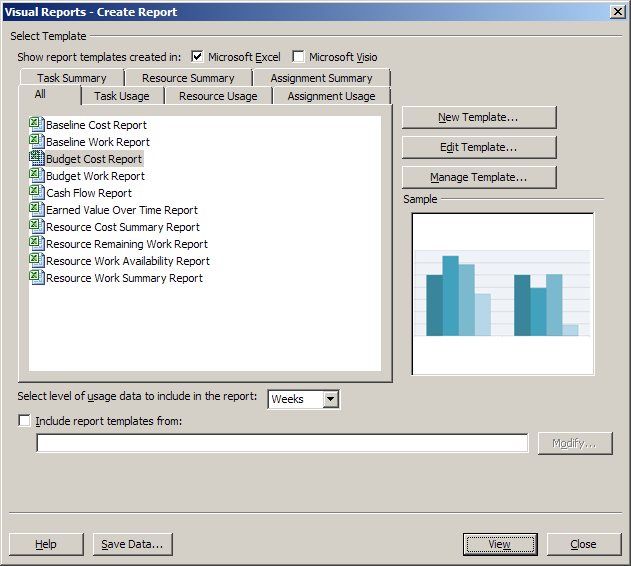 Visual Reports - Create Report
Select Template
Show report templates created in: Microsoft Excel Microsoft Visio
Task Summary Resource Summary Assignment Summary
All Task Usage Resource Usage Assignment Usage
Baseline Cost Report
Baseline Work Report
Budget Cost Report
Budget Work Report
Cash Flow Report
Earned Value Over Time Report
Resource Cost Summary Report
Resource Remaining Work Report
Resource Work Availability Report
Resource Work Summary Report
New Template...
Edit Template...
Manage Template...
Sample
Select level of usage data to include in the report: Weeks
Include report templates from:
Modify...
Help Save Data... View Close